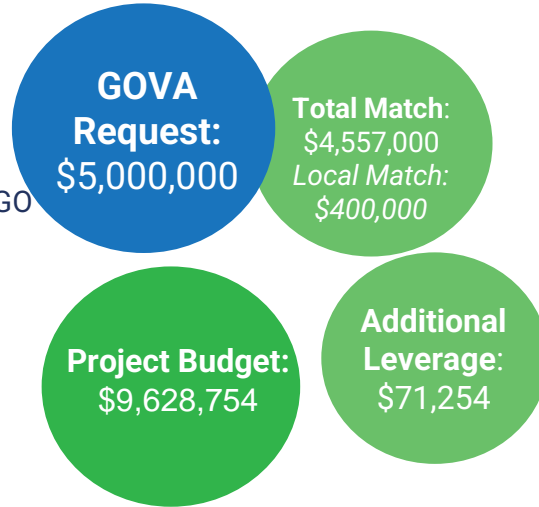 GOVA
Request:
$5,000,000
Total Match:
$4,557,000
Local Match:
$400,000
GO
Project Budget:
$9,628,754
Additional
Leverage:
$71,254